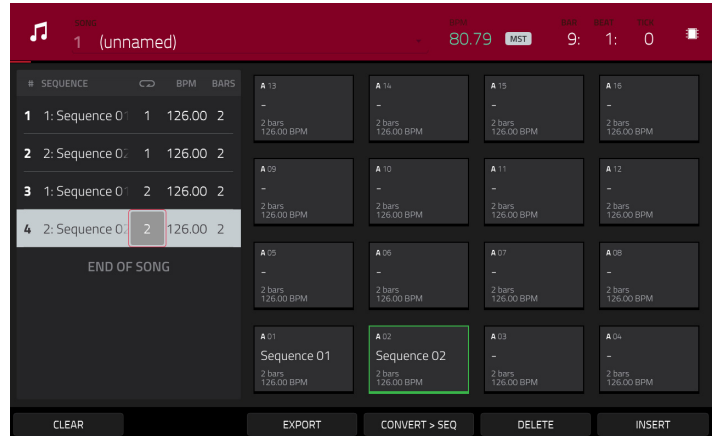 SONG
1 (unnamed)
BPM
80.79 MST
BAR BEAT TICK
9: 1: 0
# SEQUENCE BPM BARS
1 1: Sequence 01 1 126.00 2
2 2: Sequence 02 1 126.00 2
3 1: Sequence 01 2 126.00 2
4 2: Sequence 02 2 126.00 2
END OF SONG
A 13
-
2 bars
126.00 BPM
A 14
-
2 bars
126.00 BPM
A 15
-
2 bars
126.00 BPM
A 16
-
2 bars
126.00 BPM
A 09
-
2 bars
126.00 BPM
A 10
-
2 bars
126.00 BPM
A 11
-
2 bars
126.00 BPM
A 12
-
2 bars
126.00 BPM
A 05
-
2 bars
126.00 BPM
A 06
-
2 bars
126.00 BPM
A 07
-
2 bars
126.00 BPM
A 08
-
2 bars
126.00 BPM
A 01
Sequence 01
2 bars
126.00 BPM
A 02
Sequence 02
2 bars
126.00 BPM
A 03
-
2 bars
126.00 BPM
A 04
-
2 bars
126.00 BPM
CLEAR EXPORT CONVERT > SEQ DELETE INSERT